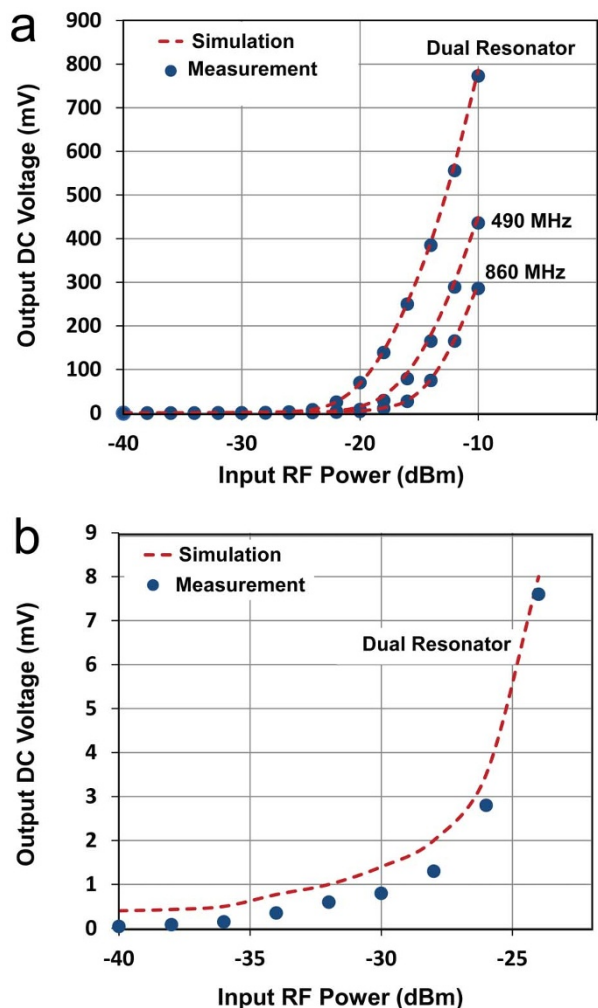 a
Simulation
Measurement
Dual Resonator
490 MHz
860 MHz
Output DC Voltage (mV)
900
800
700
600
500
400
300
200
100
0
-40
-30
-20
-10
Input RF Power (dBm)
b
Simulation
Measurement
Dual Resonator
Output DC Voltage (mV)
9
8
7
6
5
4
3
2
1
0
-40
-35
-30
-25
Input RF Power (dBm)